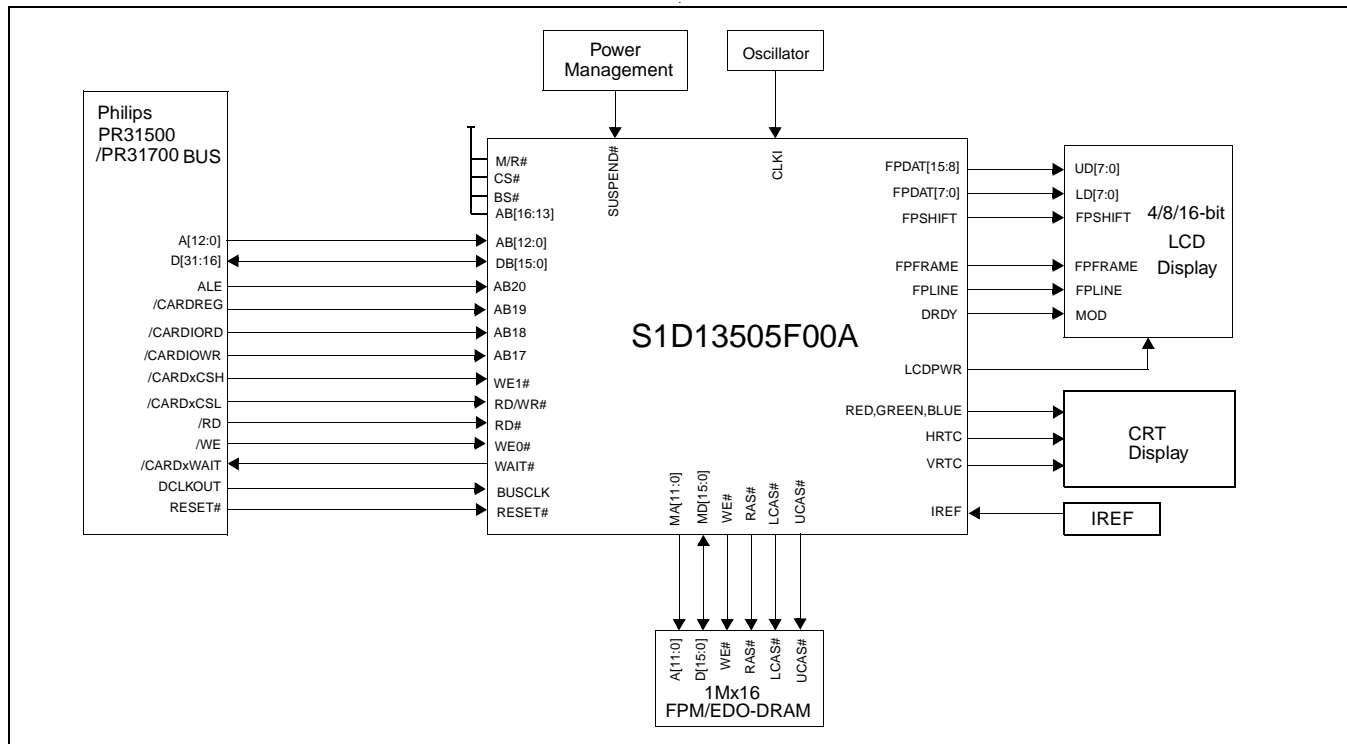 Power
Management
Oscillator
Philips
PR31500
/PR31700 BUS
A[12:0]
D[31:16]
ALE
/CARDREG
/CARDIORD
/CARDIOWR
/CARDxCSH
/CARDxCSL
/RD
/WE
/CARDxWAIT
DCLKOUT
RESET#
M/R#
CS#
BS#
AB[16:13]
AB[12:0]
DB[15:0]
AB20
AB19
AB18
AB17
WE1#
RD/WR#
RD#
WE0#
WAIT#
BUSCLK
RESET#
SUSPEND#
CLKI
S1D13505F00A
FPDAT[15:8]
FPDAT[7:0]
FPSHIFT
FPFRAME
FPLINE
DRDY
LCDPWR
RED,GREEN,BLUE
HRTC
VRTC
IREF
UD[7:0]
LD[7:0]
FPSHIFT
FPFRAME
FPLINE
MOD
4/8/16-bit
LCD
Display
CRT
Display
IREF
MA[11:0]
MD[15:0]
WE#
RAS#
LCAS#
UCAS#
A[11:0]
D[15:0]
WE#
RAS#
LCAS#
UCAS#
1Mx16
FPM/EDO-DRAM